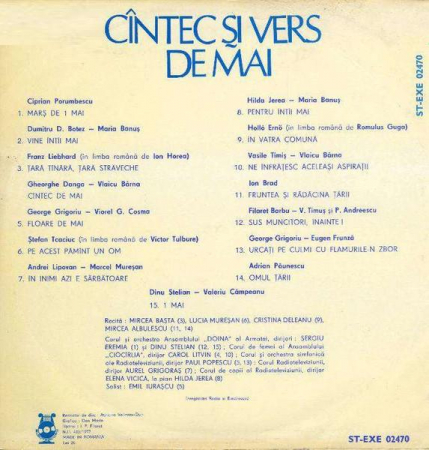 CÎNTEC ȘI VERS
DE MAI
ST-EXE 02470
Ciprian Porumbescu
1. MARȘ DE 1 MAI
Dumitru D. Botez – Maria Banuș
2. VINE ÎNTÎI MAI
Franz Liebhard (în limba română de Ion Horea)
3. ȚARĂ TINĂRĂ, ȚARĂ STRĂVECHE
Gheorghe Danga – Vlaicu Bârna
CÎNTEC DE MAI
George Grigoriu – Viorel G. Cosma
5. FLOARE DE MAI
Ștefan Tcaciuc (în limba română de Victor Tulbure)
6. PE ACEST PĂMÎNT UN OM
Andrei Lipovan – Marcel Mureșan
7. ÎN INIMI AZI E SĂRBĂTOARE
Hilda Jerea – Maria Banuș
8. PENTRU ÎNTÎI MAI
Holló Ernő (în limba română de Romulus Guga)
9. ÎN VATRA COMUNĂ
Vasile Timiș – Vlaicu Bârna
10. NE ÎNFRĂȚESC ACELEAȘI ASPIRAȚII
Ion Brad
11. FRUNTEA ȘI RĂDĂCINA ȚĂRII
Filaret Barbu – V. Timuș și P. Andreescu
12. SUS MUNCITORI, ÎNAINTE !
George Grigoriu – Eugen Frunză
13. URCAȚI PE CULMI CU FLAMURILE-N ZBOR
Adrian Păunescu
14. OMUL ȚĂRII
Dinu Stelian – Valeriu Câmpeanu
15. 1 MAI
Recită : MIRCEA BAȘTA (3), LUCIA MUREȘAN (6), CRISTINA DELEANU (9),
MIRCEA ALBULESCU (11, 14)
Corul și orchestra Ansamblului „DOINA" al Armatei, dirijori : SERGIU
EREMIA (1) și DINU STELIAN (12, 15) ; Corul de femei al Ansamblului
„CIOCÎRLIA", dirijor CAROL LITVIN (4, 10) ; Corul și orchestra simfonică
ale Radioteleviziunii, dirijor PAUL POPESCU (5, 13) ; Corul Radioteleviziunii,
dirijor AUREL GRIGORAȘ (7) ; Corul de copii al Radioteleviziunii, dirijor
ELENA VICICA, la pian HILDA JEREA (8)
Solist : EMIL IURAȘCU (5)
ST-EXE 02470